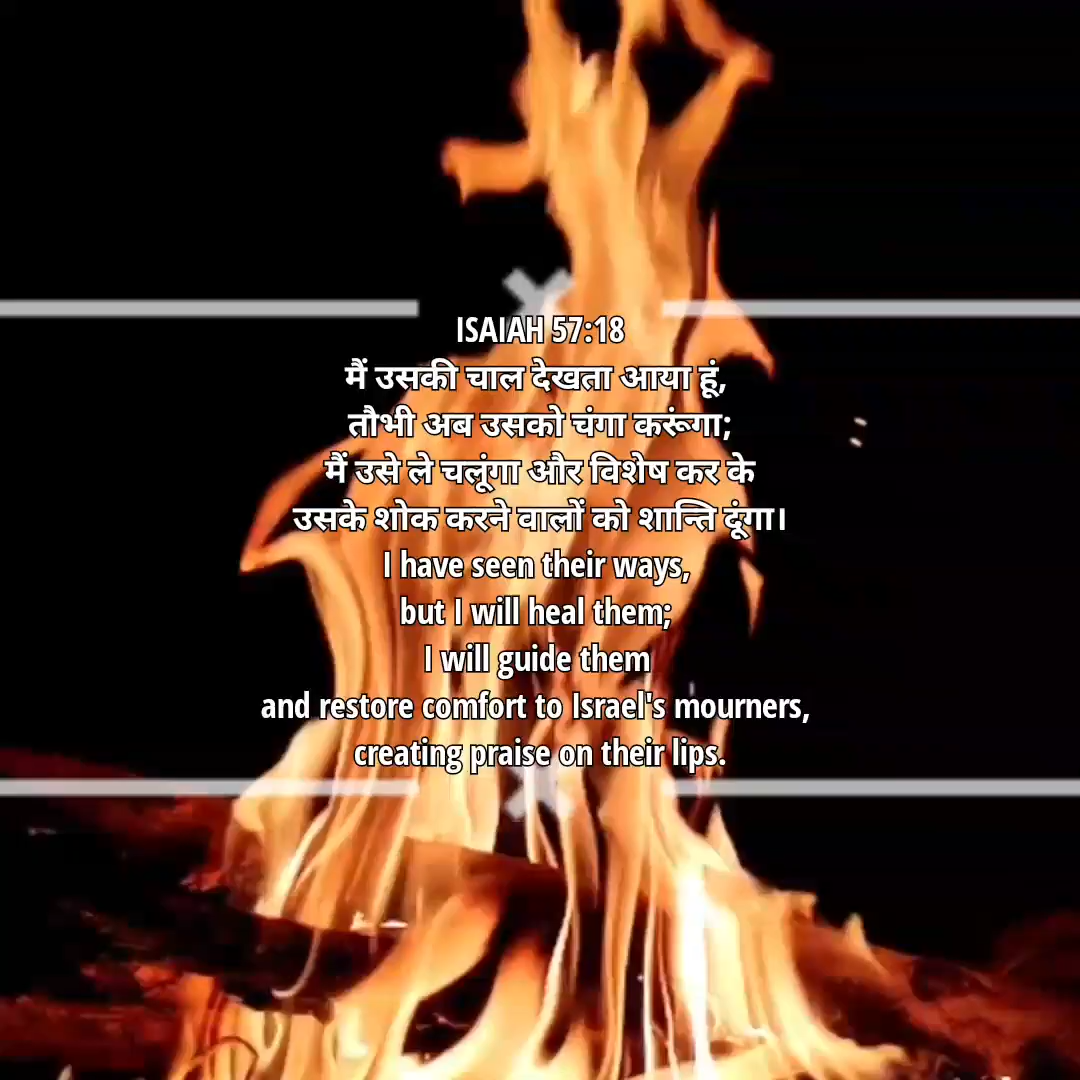 ISAIAH 57:18
मैं उसकी चाल देखता आया हूं,
तौभी अब उसको चंगा करूंगा;
मैं उसे ले चलूंगा और विशेष कर के
उसके शोक करने वालों को शान्ति दूंगा।
I have seen their ways,
but I will heal them;
I will guide them
and restore comfort to Israel's mourners,
creating praise on their lips.